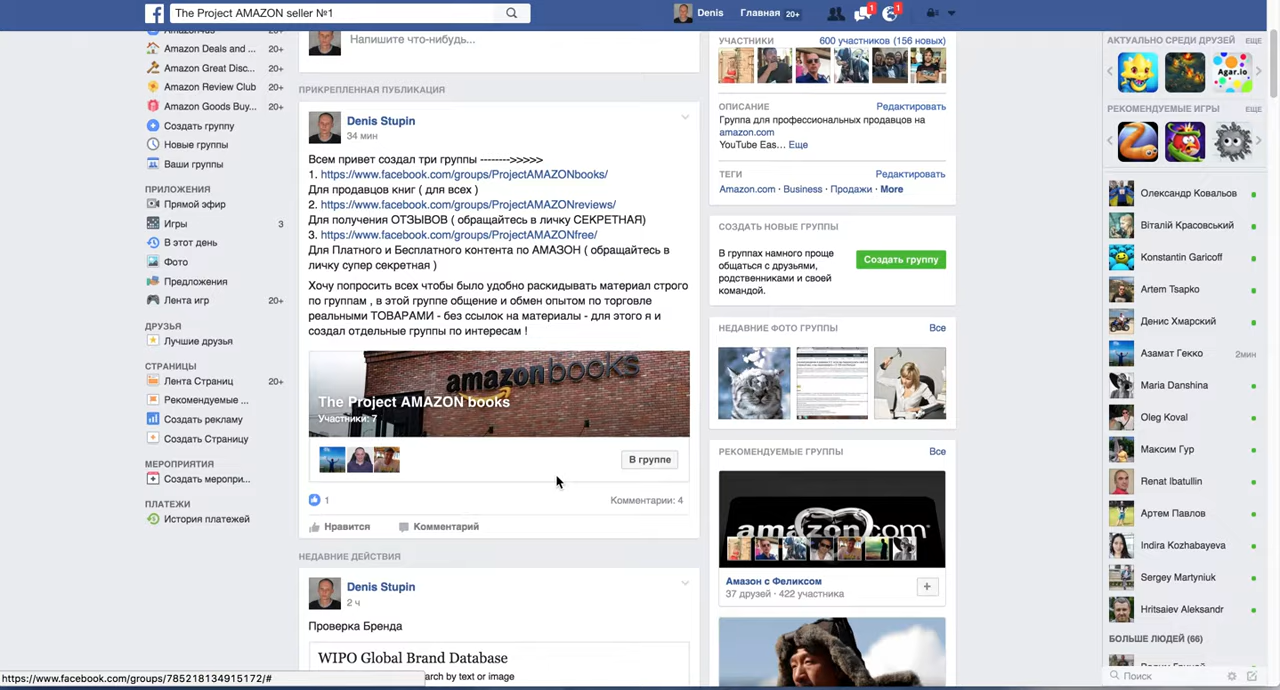 The Project AMAZON seller №1
Denis
Главная 20+
1
1
Amazon4us 20+
Amazon Deals and ... 20+
Amazon Great Disc... 20+
Amazon Review Club 20+
Amazon Goods Buy... 20+
Создать группу
Новые группы
Ваши группы
ПРИЛОЖЕНИЯ
Прямой эфир
Игры 3
В этот день
Фото
Предложения
Лента игр 20+
ДРУЗЬЯ
Лучшие друзья
СТРАНИЦЫ
Лента Страниц 20+
Рекомендуемые ...
Создать рекламу
Создать Страницу
МЕРОПРИЯТИЯ
Создать меропри...
ПЛАТЕЖИ
История платежей
Напишите что-нибудь...
ПРИКРЕПЛЕННАЯ ПУБЛИКАЦИЯ
Denis Stupin
34 мин
Всем привет создал три группы ------->>>>>
1. https://www.facebook.com/groups/ProjectAMAZONbooks/
Для продавцов книг ( для всех )
2. https://www.facebook.com/groups/ProjectAMAZONreviews/
Для получения ОТЗЫВОВ ( обращайтесь в личку СЕКРЕТНАЯ)
3. https://www.facebook.com/groups/ProjectAMAZONfree/
Для Платного и Бесплатного контента по АМАЗОН ( обращайтесь в
личку супер секретная )
Хочу попросить всех чтобы было удобно раскидывать материал строго
по группам , в этой группе общение и обмен опытом по торговле
реальными ТОВАРАМИ - без ссылок на материалы - для этого я и
создал отдельные группы по интересам !
amazonbooks
The Project AMAZON books
Участники: 7
В группе
1
Комментарии: 4
Нравится Комментарий
НЕДАВНИЕ ДЕЙСТВИЯ
Denis Stupin
2 ч
Проверка Бренда
WIPO Global Brand Database
arch by text or image
УЧАСТНИКИ 600 участников (156 новых)
ОПИСАНИЕ Редактировать
Группа для профессиональных продавцов на
amazon.com
YouTube Eas... Еще
ТЕГИ Редактировать
Amazon.com · Business · Продажи · More
СОЗДАТЬ НОВЫЕ ГРУППЫ
В группах намного проще
общаться с друзьями,
родственниками и своей
командой.
Создать группу
НЕДАВНИЕ ФОТО ГРУППЫ Все
РЕКОМЕНДУЕМЫЕ ГРУППЫ Все
amazon.com
Амазон с Феликсом
37 друзей · 422 участника
АКТУАЛЬНО СРЕДИ ДРУЗЕЙ ЕЩЕ
Agar.io
РЕКОМЕНДУЕМЫЕ ИГРЫ ЕЩЕ
Олександр Ковальов
Віталій Красовський
Konstantin Garicoff
Artem Tsapko
Денис Хмарский
Азамат Гекко 2мин
Maria Danshina
Oleg Koval
Максим Гур
Renat Ibatullin
Артем Павлов
Indira Kozhabayeva
Sergey Martyniuk
Hritsaiev Aleksandr
БОЛЬШЕ ЛЮДЕЙ (66)
Поиск
https://www.facebook.com/groups/785218134915172/#